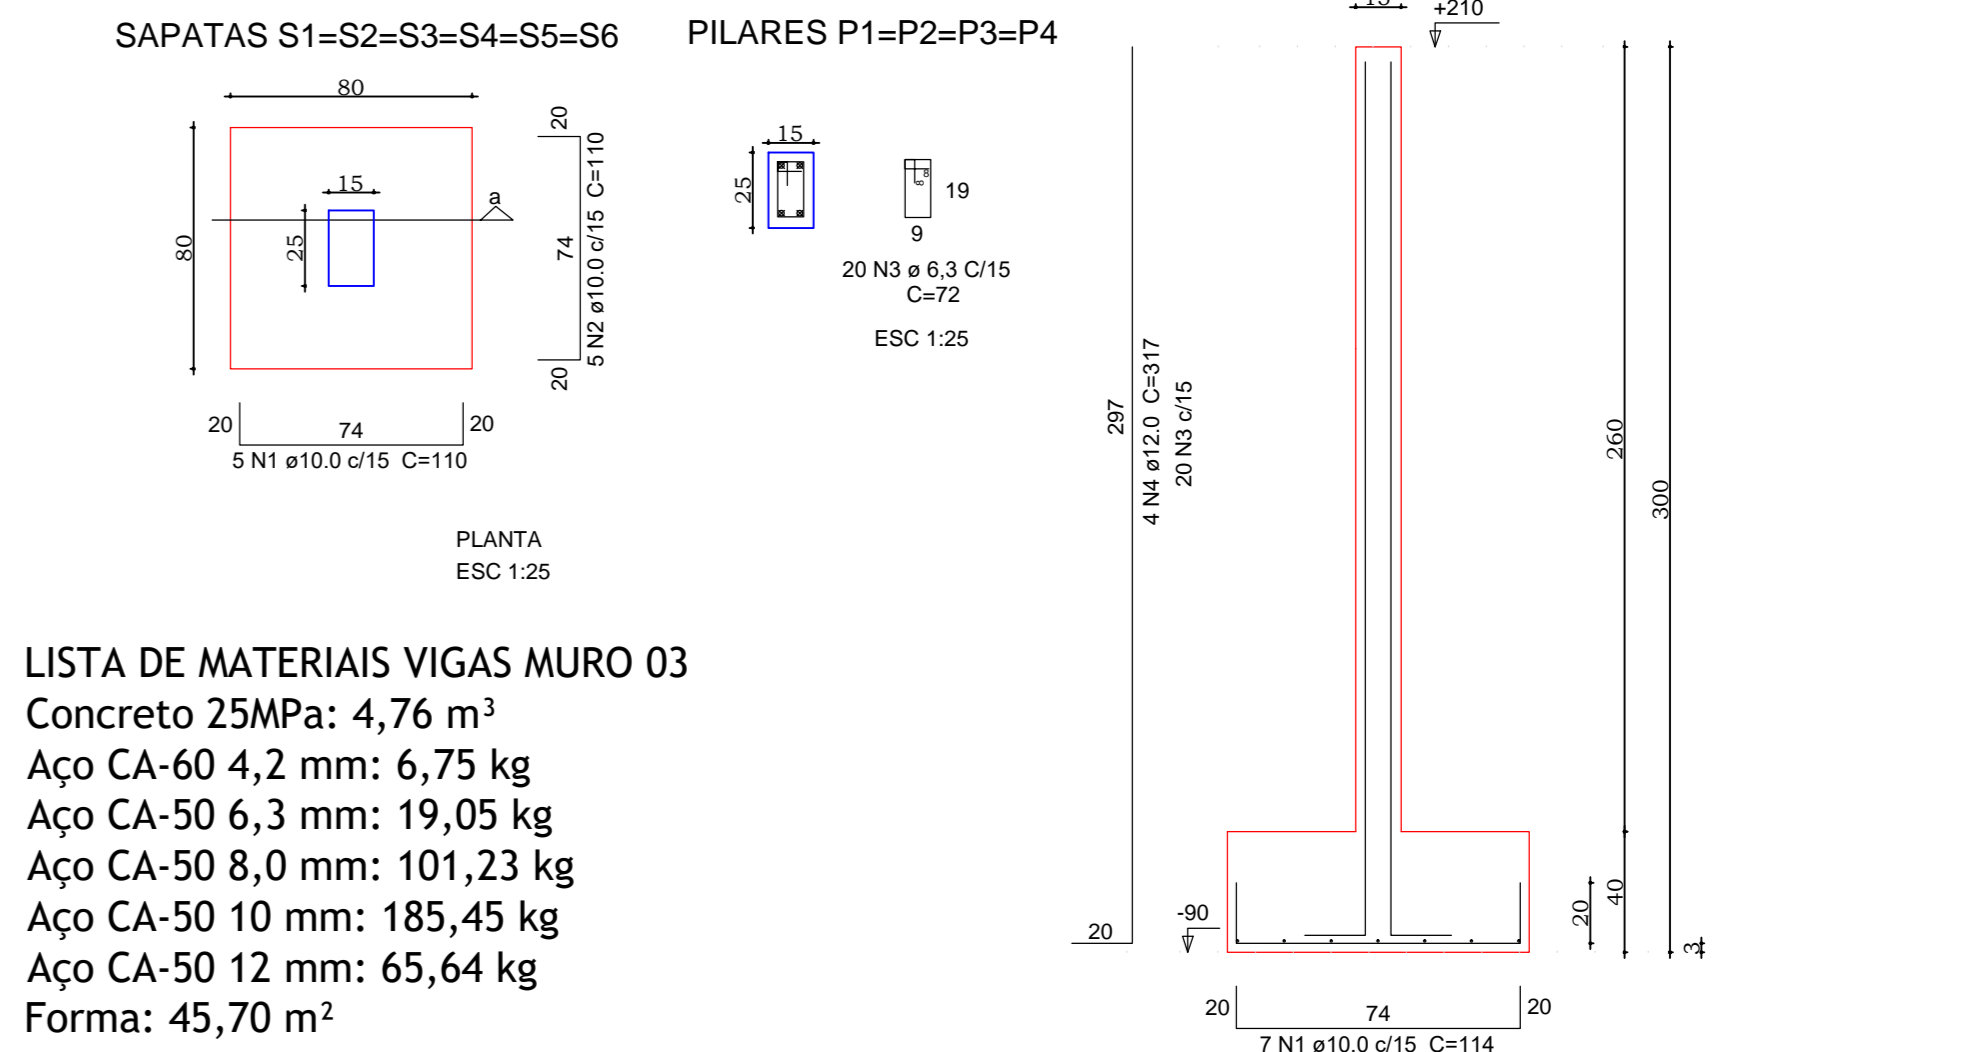 SAPATAS S1=S2=S3=S4=S5=S6
80
80
15
25
a
20
74
20
5 N2 ø10.0 c/15 C=110
20
74
20
5 N1 ø10.0 c/15 C=110
PLANTA
ESC 1:25
PILARES P1=P2=P3=P4
15
25
8
8
19
9
20 N3 ø 6,3 C/15
C=72
ESC 1:25
15
+210
297
4 N4 ø12.0 C=317
20 N3 c/15
260
300
40
20
3
-90
20
20
74
20
7 N1 ø10.0 c/15 C=114
LISTA DE MATERIAIS VIGAS MURO 03
Concreto 25MPa: 4,76 m³
Aço CA-60 4,2 mm: 6,75 kg
Aço CA-50 6,3 mm: 19,05 kg
Aço CA-50 8,0 mm: 101,23 kg
Aço CA-50 10 mm: 185,45 kg
Aço CA-50 12 mm: 65,64 kg
Forma: 45,70 m²